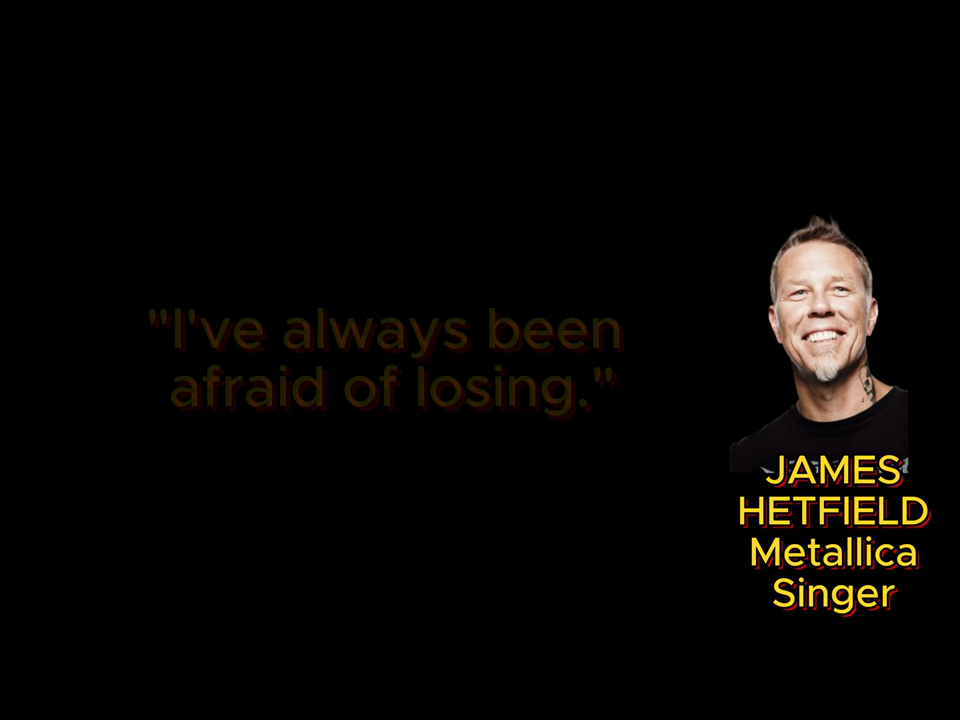 "I've always been
afraid of losing."
JAMES
HETFIELD
Metallica
Singer